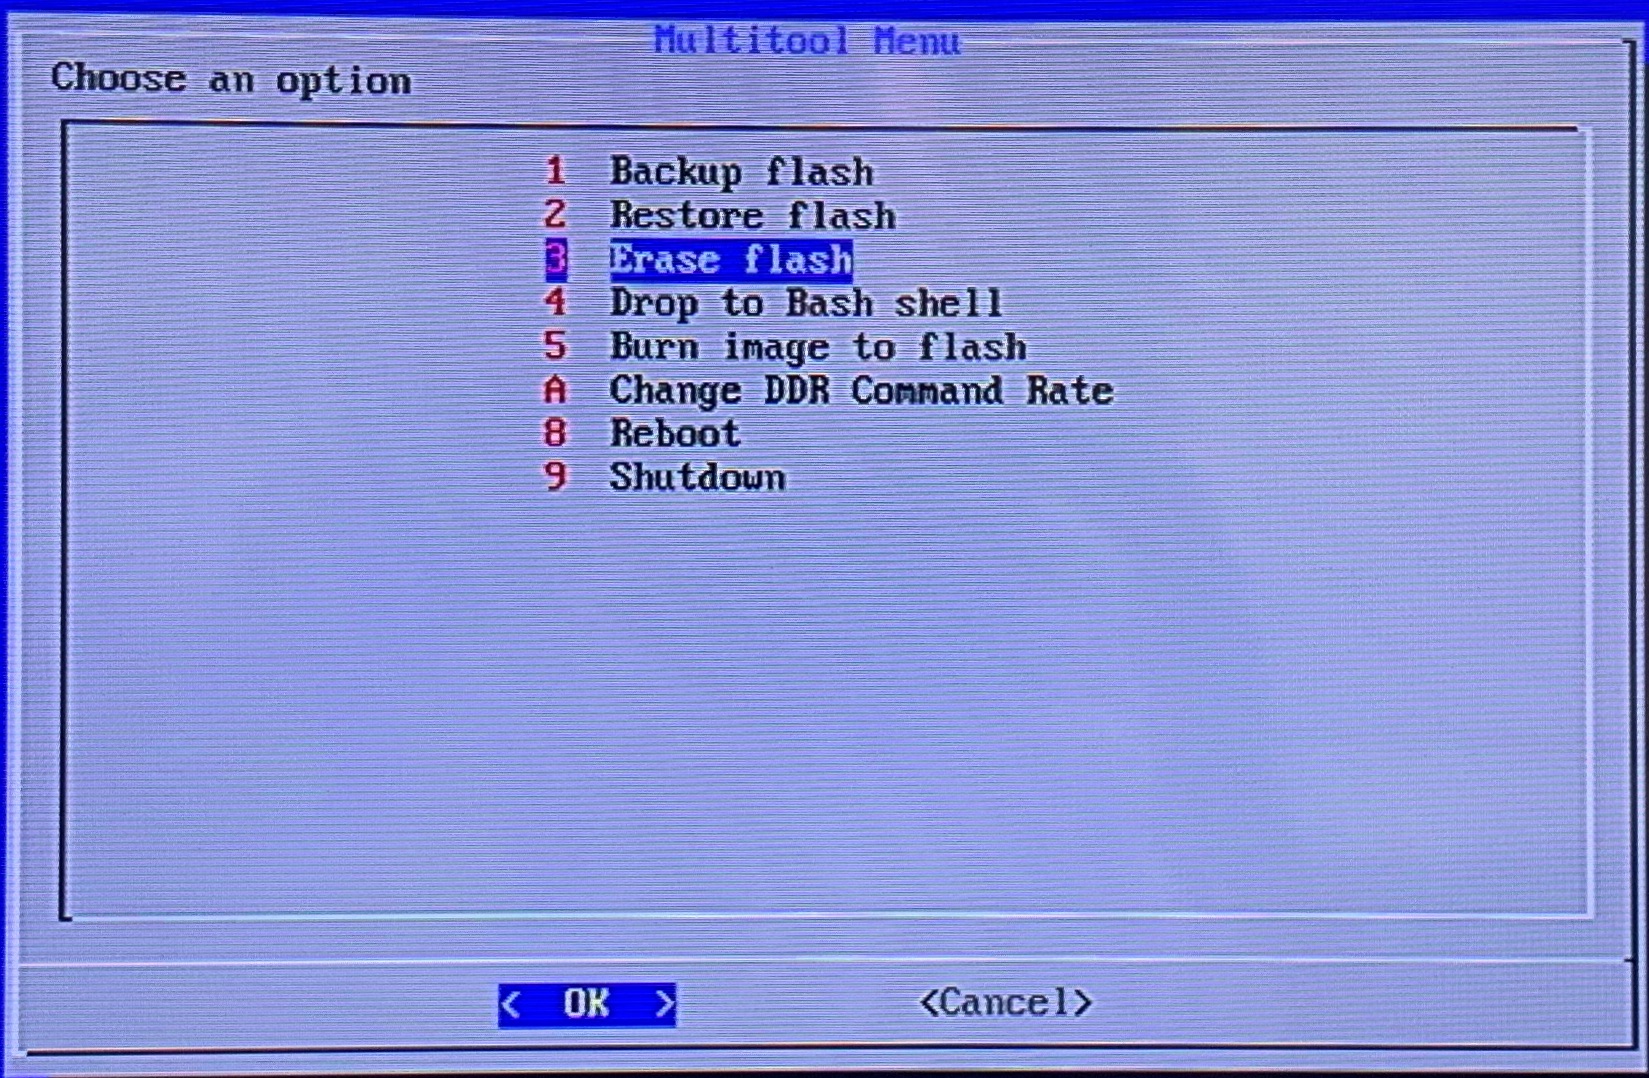 Multitool Menu
Choose an option
1 Backup flash
2 Restore flash
3 Erase flash
4 Drop to Bash shell
5 Burn image to flash
A Change DDR Command Rate
8 Reboot
9 Shutdown
< OK > <Cancel>